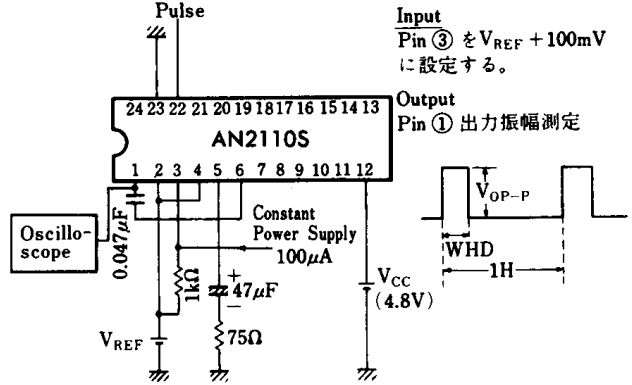 Pulse
Input
Pin ③ をVREF +100mV
に設定する。
Output
Pin ① 出力振幅測定
24 23 22 21 20 19 18 17 16 15 14 13
AN2110S
1 2 3 4 5 6 7 8 9 10 11 12
Oscillo-
scope
0.047μF
Constant
Power Supply
100μA
1kΩ
+
47μF
−
75Ω
VREF
VCC
(4.8V)
VOP-P
WHD
1H